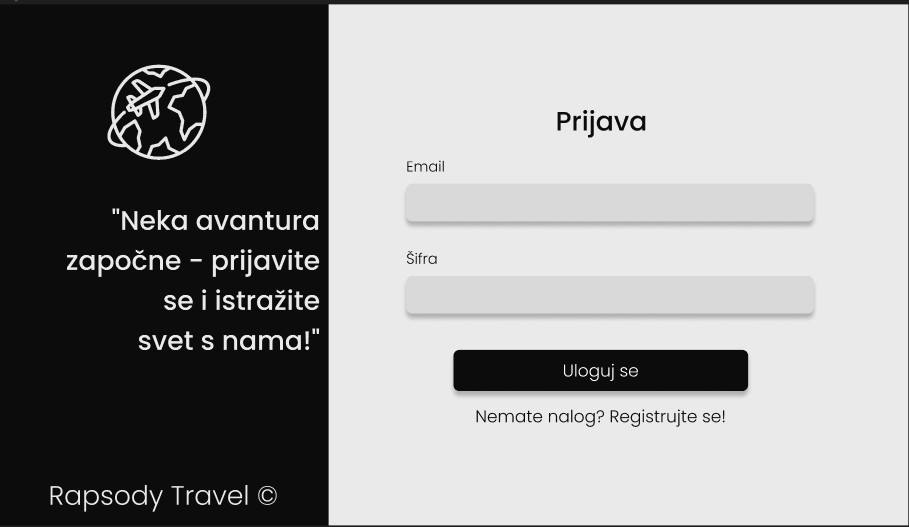 "Neka avantura
započne - prijavite
se i istražite
svet s nama!"
Rapsody Travel ©
Prijava
Email
Šifra
Uloguj se
Nemate nalog? Registrujte se!